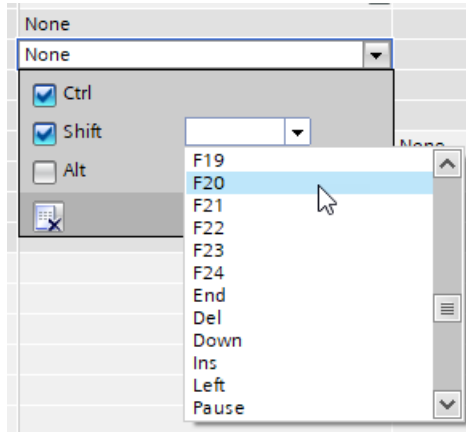 None
None
Ctrl
Shift
None
Alt
F19
F20
F21
F22
F23
F24
End
Del
Down
Ins
Left
Pause